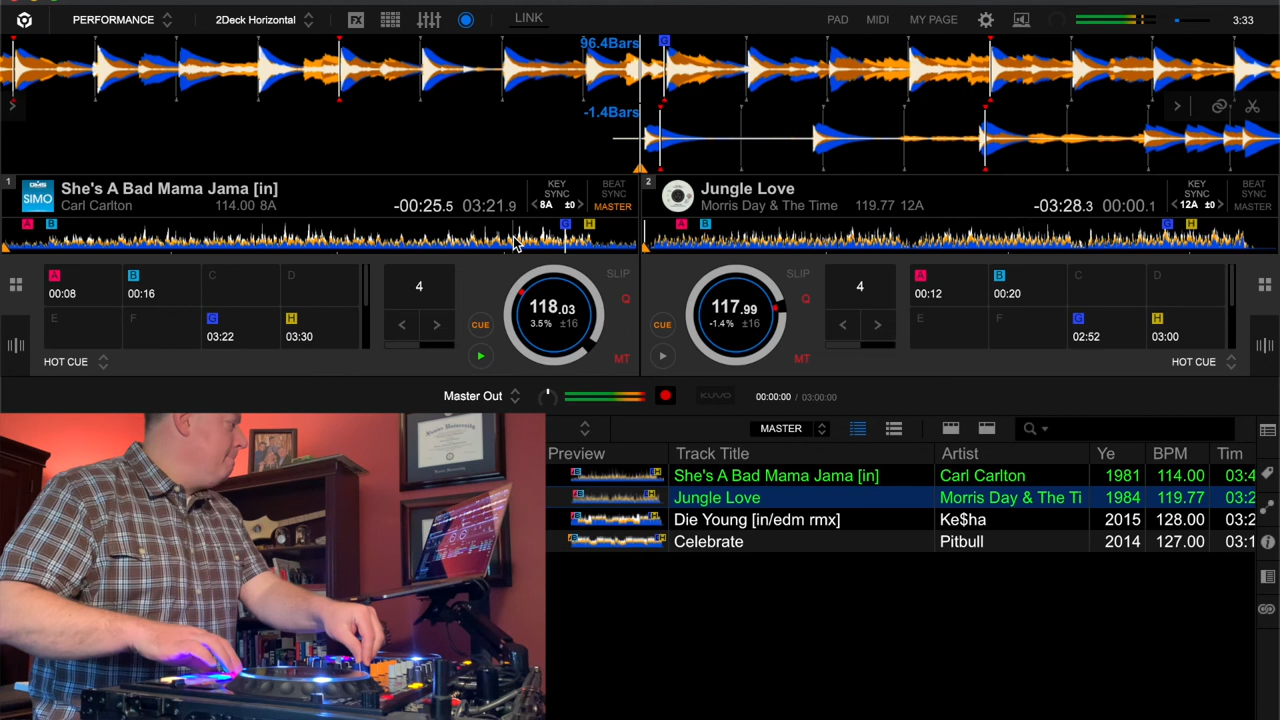 PERFORMANCE 2Deck Horizontal FX LINK PAD MIDI MY PAGE 3:33
96.4Bars G
-1.4Bars
1 DMS SIMO She's A Bad Mama Jama [in] KEY SYNC BEAT SYNC 2 Jungle Love KEY SYNC BEAT SYNC
Carl Carlton 114.00 8A -00:25.5 03:21.9 8A ±0 MASTER Morris Day & The Time 119.77 12A -03:28.3 00:00.1 12A ±0 MASTER
A B G H A B G H
A B C D 4 SLIP SLIP 4 A B C D
00:08 00:16 Q Q 00:12 00:20
E F G H CUE 118.03 117.99 CUE E F G H
03:22 03:30 3.5% ±16 -1.4% ±16 02:52 03:00
HOT CUE MT MT HOT CUE
Master Out KUVO 00:00:00 / 03:00:00
MASTER
Preview Track Title Artist Ye BPM Tim
She's A Bad Mama Jama [in] Carl Carlton 1981 114.00 03:4
Jungle Love Morris Day & The Ti 1984 119.77 03:2
Die Young [in/edm rmx] Ke$ha 2015 128.00 03:2
Celebrate Pitbull 2014 127.00 03:1
Xavier University